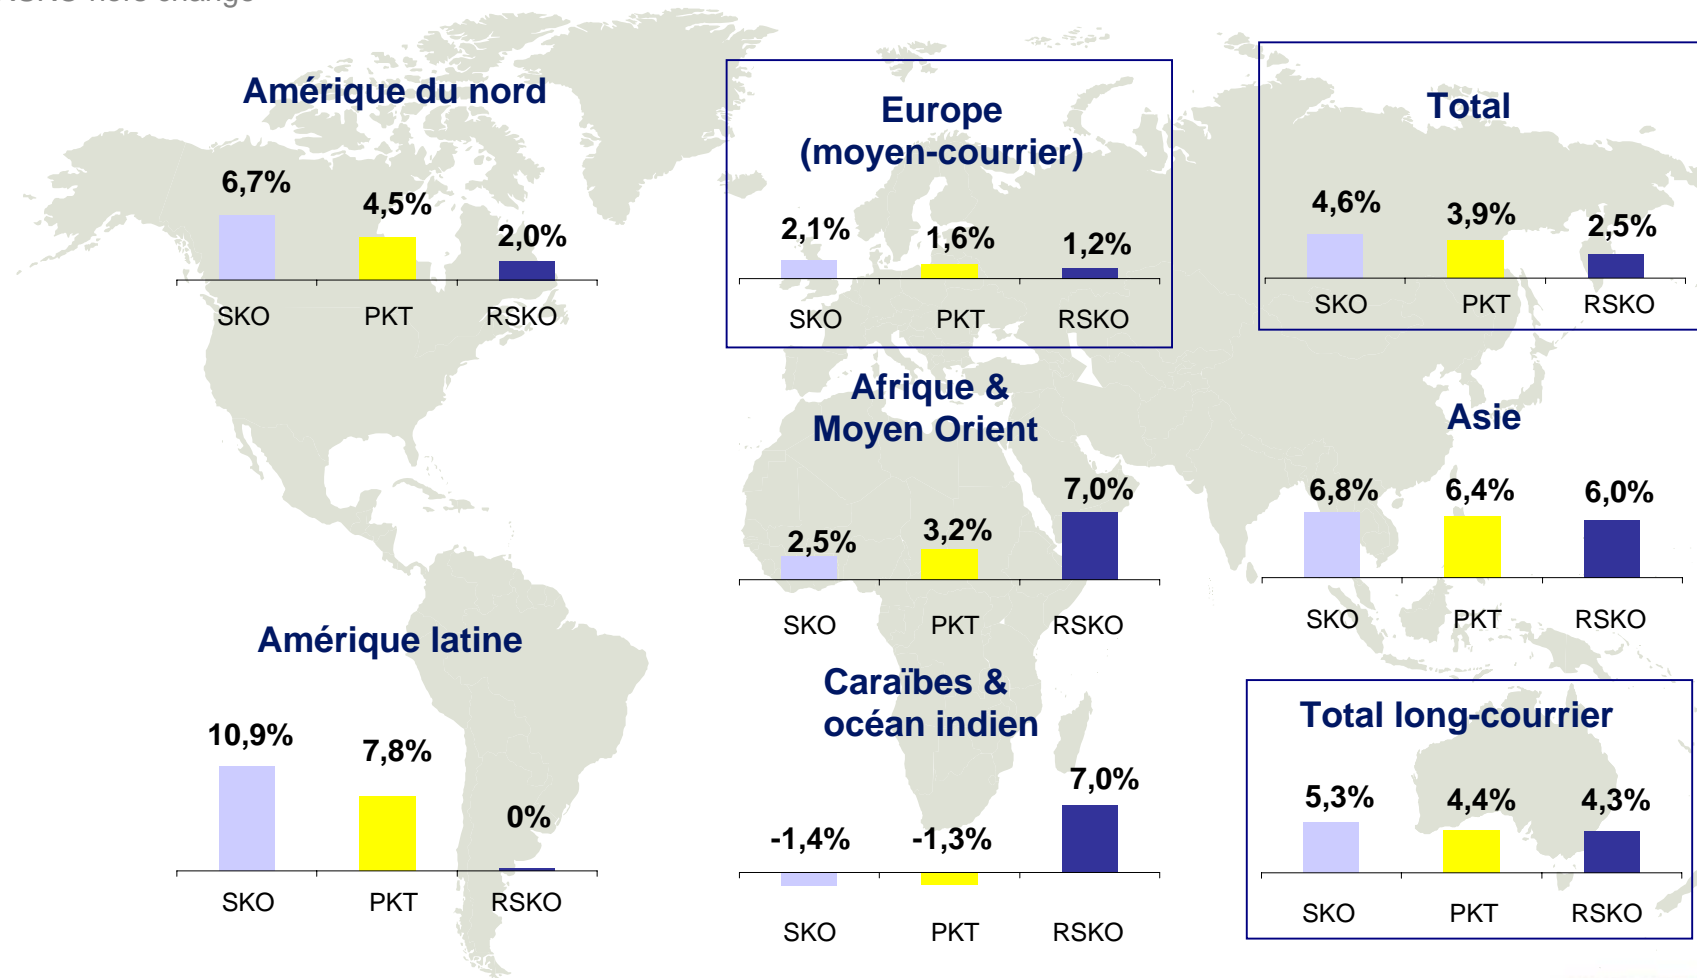 hors change
Amérique du nord
6,7%
4,5%
2,0%
SKO PKT RSKO
Europe
(moyen-courrier)
2,1%
1,6%
1,2%
SKO PKT RSKO
Total
4,6%
3,9%
2,5%
SKO PKT RSKO
Afrique &
Moyen Orient
2,5%
3,2%
7,0%
SKO PKT RSKO
Asie
6,8%
6,4%
6,0%
SKO PKT RSKO
Amérique latine
10,9%
7,8%
0%
SKO PKT RSKO
Caraïbes &
océan indien
-1,4%
-1,3%
7,0%
SKO PKT RSKO
Total long-courrier
5,3%
4,4%
4,3%
SKO PKT RSKO